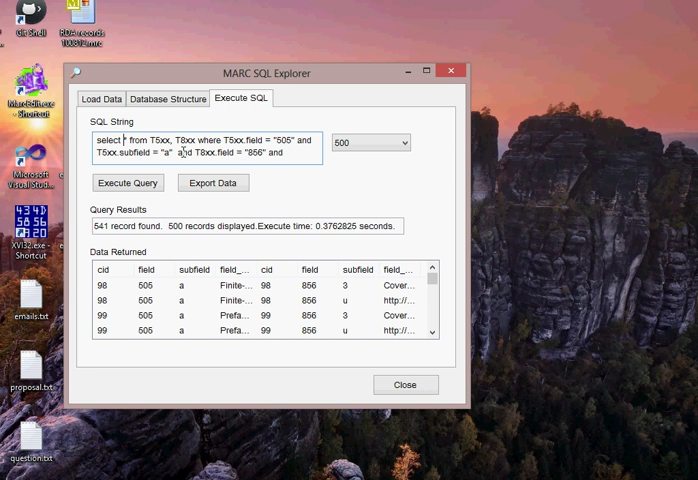 Git Shell
RDA records
100312.mrc
MarcEdit.exe
- Shortcut
Microsoft
Visual Stud...
XVI32.exe -
Shortcut
emails.txt
proposal.txt
question.txt
MARC SQL Explorer
Load Data
Database Structure
Execute SQL
SQL String
select * from T5xx, T8xx where T5xx.field = "505" and
T5xx.subfield = "a" and T8xx.field = "856" and
500
Execute Query
Export Data
Query Results
541 record found. 500 records displayed.Execute time: 0.3762825 seconds.
Data Returned
cid field subfield field_... cid field subfield field_...
98 505 a Finite-... 98 856 3 Cover...
98 505 a Finite-... 98 856 u http://...
99 505 a Prefa... 99 856 3 Cover...
99 505 a Prefa... 99 856 u http://...
Close